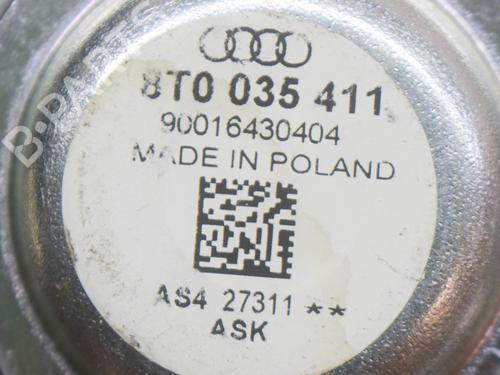 8T0 035 411
90016430404
MADE IN POLAND
AS4 27311 **
ASK
B-PARTS